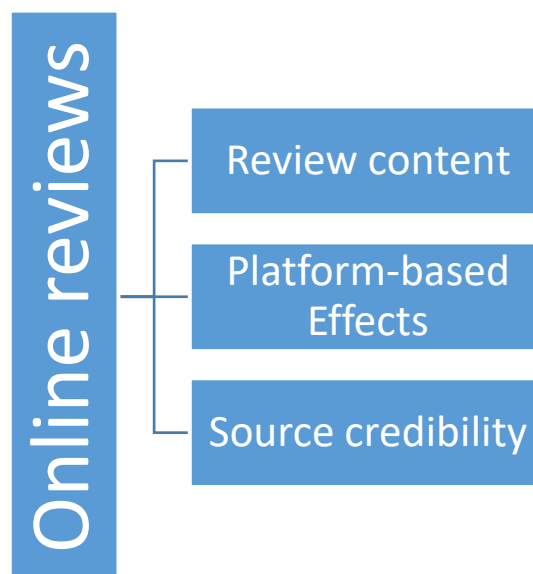 Online reviews
Review content
Platform-based
Effects
Source credibility